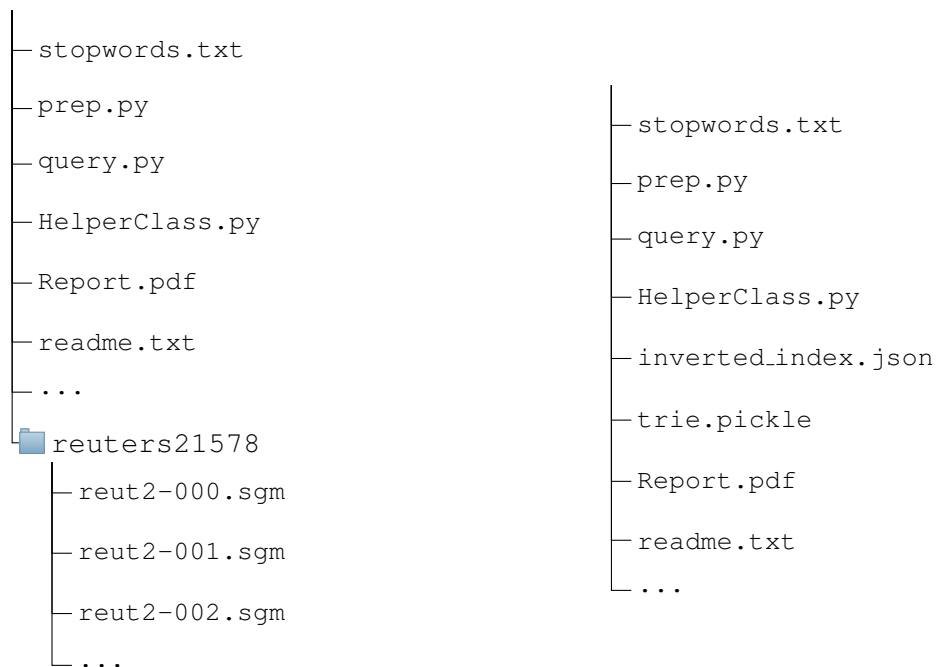 stopwords.txt
prep.py
query.py
HelperClass.py
Report.pdf
readme.txt
...
reuters21578
reut2-000.sgm
reut2-001.sgm
reut2-002.sgm
...
stopwords.txt
prep.py
query.py
HelperClass.py
inverted_index.json
trie.pickle
Report.pdf
readme.txt
...